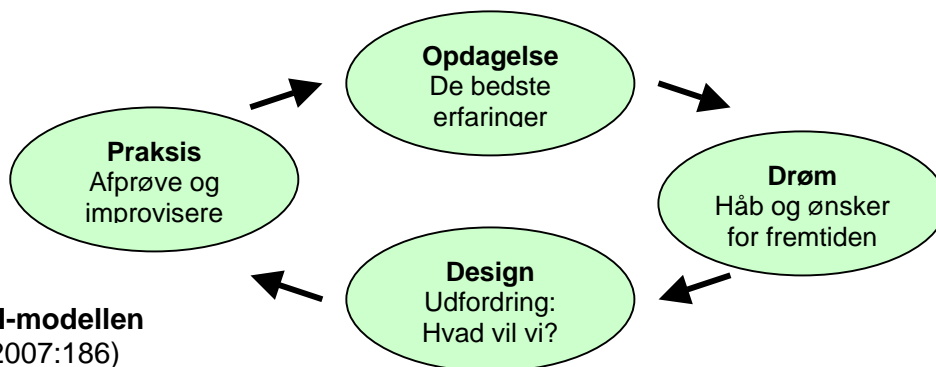 Opdagelse
De bedste
erfaringer
Praksis
Afprøve og
improvisere
Drøm
Håb og ønsker
for fremtiden
Design
Udfordring:
Hvad vil vi?
-modellen
2007:186)